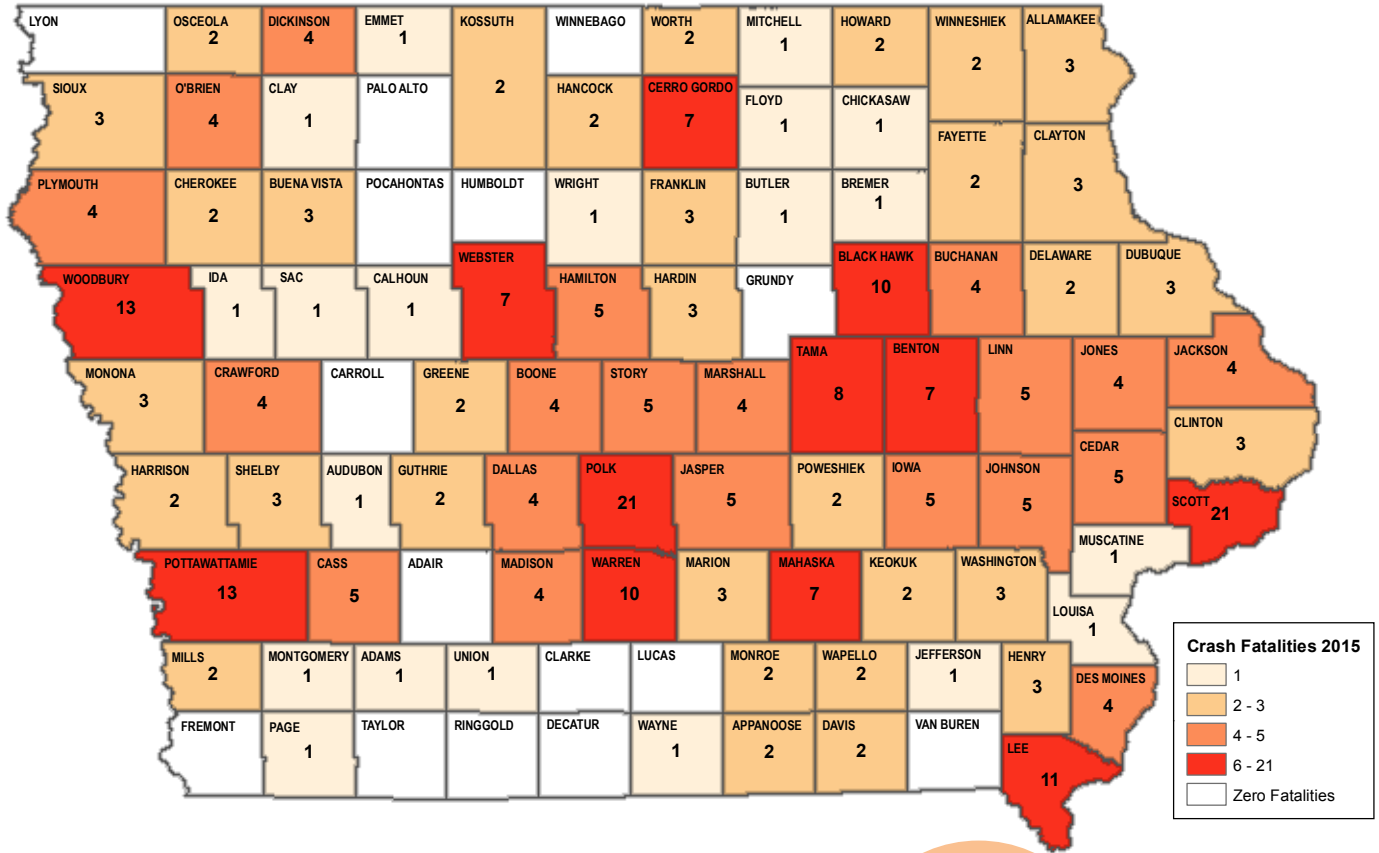 LYON
OSCEOLA
2
DICKINSON
4
EMMET
1
KOSSUTH
2
WINNEBAGO
WORTH
2
MITCHELL
1
HOWARD
2
WINNESHIEK
2
ALLAMAKEE
3
SIOUX
3
O'BRIEN
4
CLAY
1
PALO ALTO
HANCOCK
2
CERRO GORDO
7
FLOYD
1
CHICKASAW
1
FAYETTE
2
CLAYTON
3
PLYMOUTH
4
CHEROKEE
2
BUENA VISTA
3
POCAHONTAS
HUMBOLDT
WRIGHT
1
FRANKLIN
3
BUTLER
1
BREMER
1
WOODBURY
13
IDA
1
SAC
1
CALHOUN
1
WEBSTER
7
HAMILTON
5
HARDIN
3
GRUNDY
BLACK HAWK
10
BUCHANAN
4
DELAWARE
2
DUBUQUE
3
MONONA
3
CRAWFORD
4
CARROLL
GREENE
2
BOONE
4
STORY
5
MARSHALL
4
TAMA
8
BENTON
7
LINN
5
JONES
4
JACKSON
4
CLINTON
3
CEDAR
5
HARRISON
2
SHELBY
3
AUDUBON
1
GUTHRIE
2
DALLAS
4
POLK
21
JASPER
5
POWESHIEK
2
IOWA
5
JOHNSON
5
SCOTT
21
MUSCATINE
1
POTTAWATTAMIE
13
CASS
5
ADAIR
MADISON
4
WARREN
10
MARION
3
MAHASKA
7
KEOKUK
2
WASHINGTON
3
LOUISA
1
MILLS
2
MONTGOMERY
1
ADAMS
1
UNION
1
CLARKE
LUCAS
MONROE
2
WAPELLO
2
JEFFERSON
1
HENRY
3
DES MOINES
4
FREMONT
PAGE
1
TAYLOR
RINGGOLD
DECATUR
WAYNE
1
APPANOOSE
2
DAVIS
2
VAN BUREN
LEE
11
Crash Fatalities 2015
1
2 - 3
4 - 5
6 - 21
Zero Fatalities